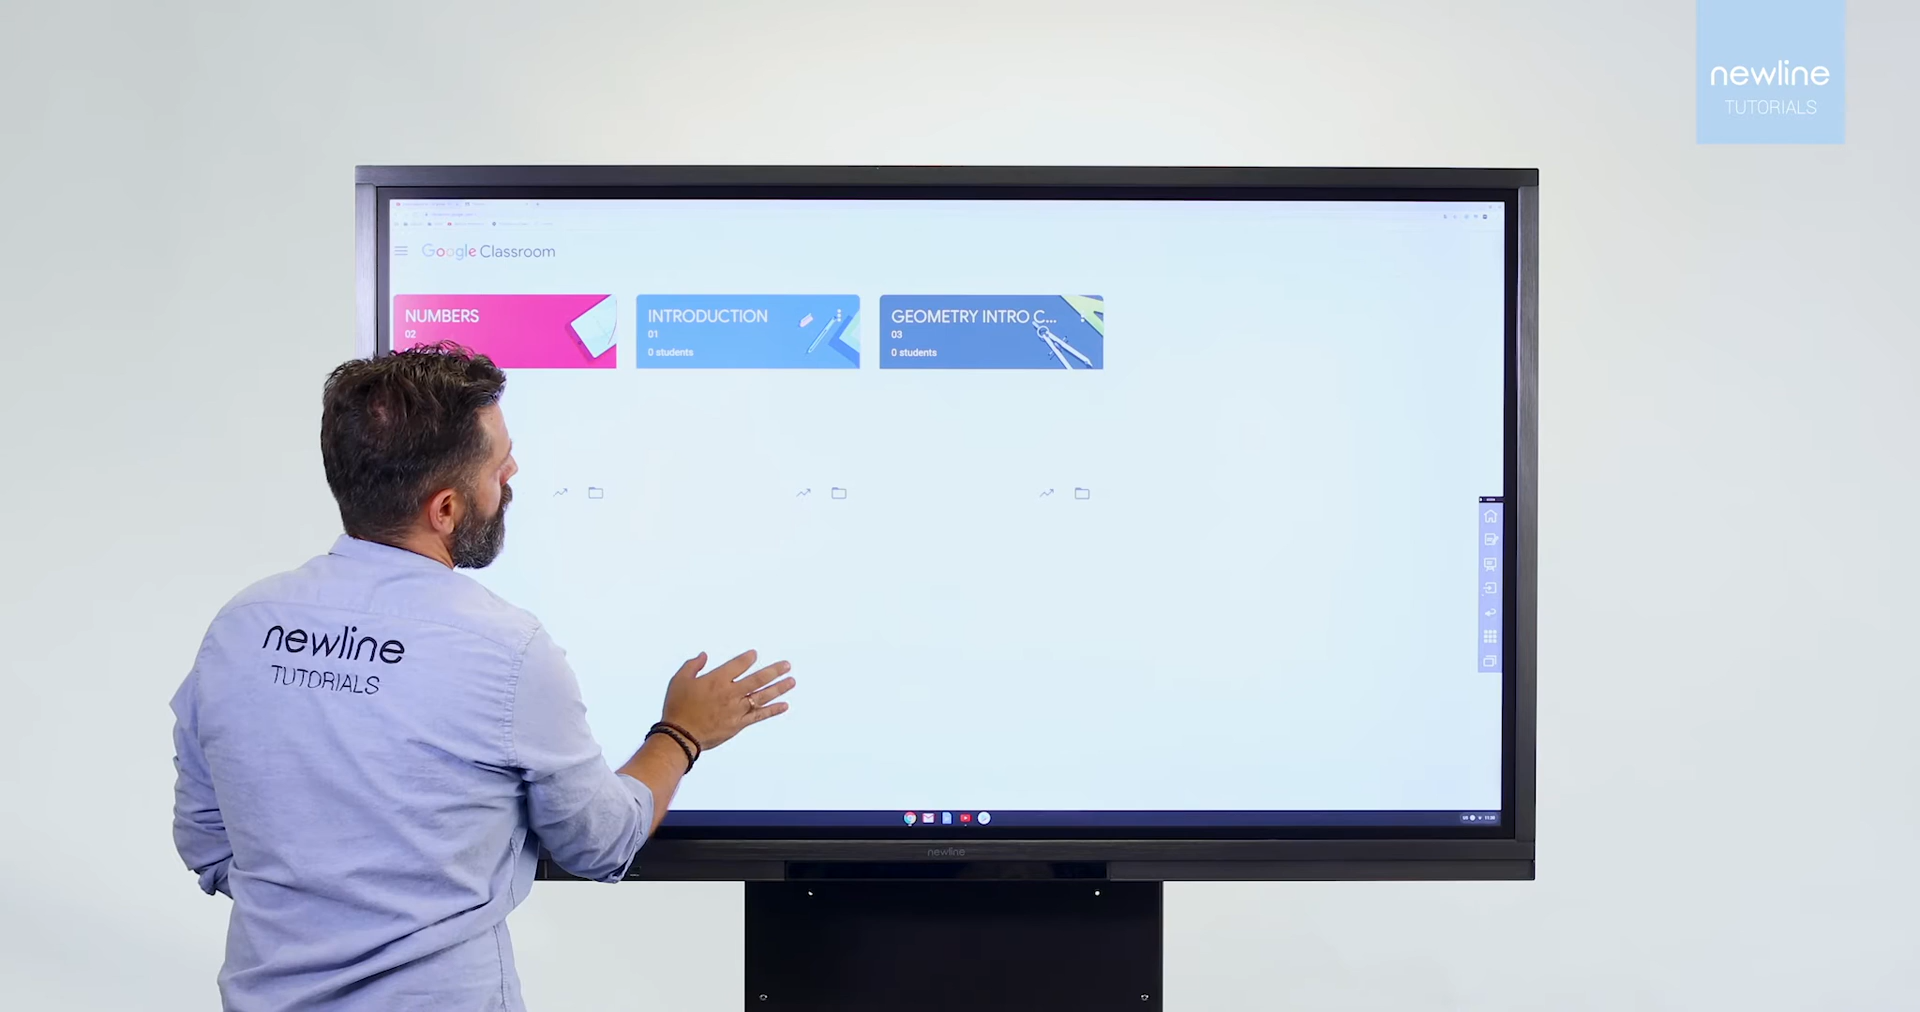 newline
TUTORIALS
Google Classroom
NUMBERS
02
INTRODUCTION
01
0 students
GEOMETRY INTRO C...
03
0 students
newline
TUTORIALS
newline